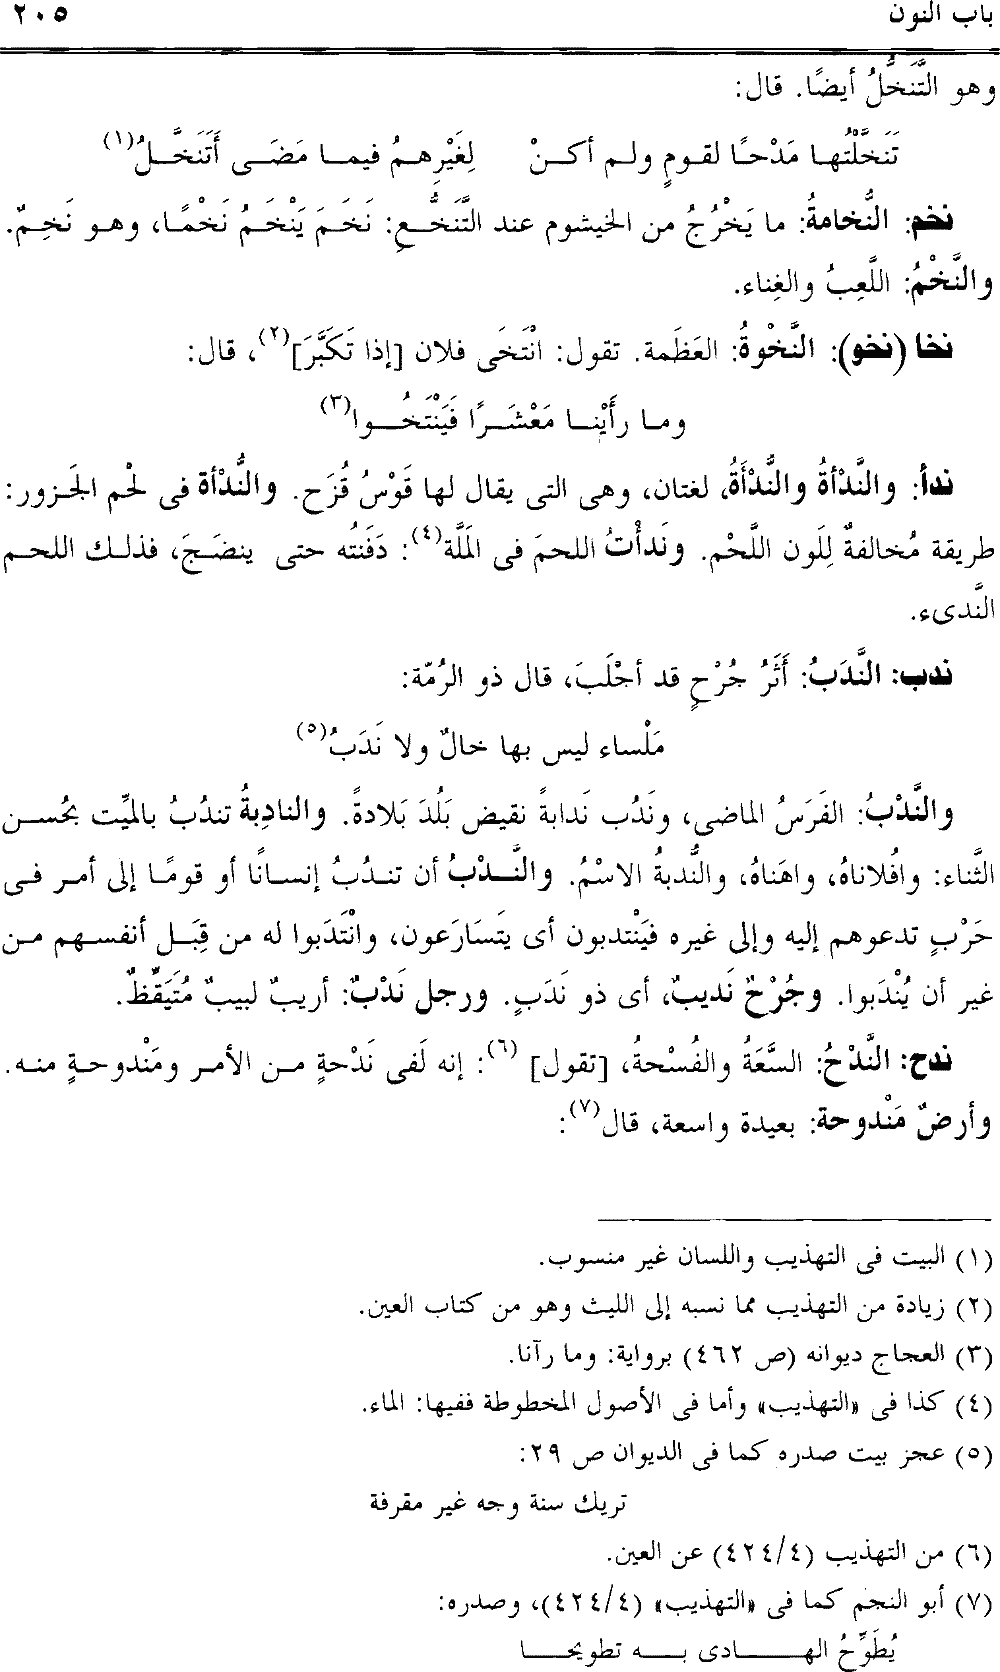 باب النون ٢٠٥
وهو التَّنَخُّلُ أيضًا. قال:
تَنَخَّلْتُها مَدْحًا لقومٍ ولم أكنْ لِغَيْرِهمُ فيما مَضَى أَتَنَخَّلُ(١)
نخم: النُّخامةُ: ما يَخْرُجُ من الخيشوم عند التَّنَخُّعِ: نَخَمَ يَنْخَمُ نَخْمًا، وهو نَخِمٌ.
والنَّخْمُ: اللَّعِبُ والغِناء.
نخا (نخو): النَّخْوةُ: العَظَمة. تقول: انْتَخَى فلان [إذا تَكَبَّرَ](٢)، قال:
وما رأَيْنا مَعْشَرًا فَيَنْتَخُوا(٣)
ندأ: والنَّدْأةُ والنُّدْأَةُ، لغتان، وهى التى يقال لها قَوْسُ قُزَح. والنُّدْأة فى لحْم الجَزور:
طريقة مُخالفةٌ لِلَون اللَّحْم. ونَدأْتُ اللحمَ فى المَلَّة(٤): دَفَنتُه حتى ينضَجَ، فذلك اللحم
النَّدىء.
ندب: النَّدَبُ: أَثَرُ جُرْحٍ قد أجْلَبَ، قال ذو الرُمّة:
مَلْساء ليس بها خالٌ ولا نَدَبُ(٥)
والنَّدْبُ: الفَرَسُ الماضى، ونَدُب نَدابةً نقيض بَلُدَ بَلادةً. والنادِبةُ تندُبُ بالميِّت بحُسن
الثَّناء: وافُلاناهُ، واهَناهُ، والنُّدبةُ الاسْمُ. والنَّدْبُ أن تندُبُ إنسانًا أو قومًا إلى أمر فى
حَرْبٍ تدعوهم إليه وإلى غيره فيَنْتدبون أى يتَسارَعون، وانْتَدَبوا له من قِبَل أنفسهم من
غير أن يُنْدَبوا. وجُرْحٌ نَديبٌ، أى ذو نَدَبٍ. ورجل نَدْبٌ: أريبٌ لبيبٌ مُتَيَقِّظٌ.
ندح: النَّدْحُ: السَّعَةُ والفُسْحةُ، [تقول] (٦): إنه لَفى نَدْحةٍ من الأمر ومَنْدوحةٍ منه.
وأرضٌ مَنْدوحة: بعيدة واسعة، قال(٧):
(١) البيت فى التهذيب واللسان غير منسوب.
(٢) زيادة من التهذيب مما نسبه إلى الليث وهو من كتاب العين.
(٣) العجاج ديوانه (ص ٤٦٢) برواية: وما رآنا.
(٤) كذا فى «التهذيب» وأما فى الأصول المخطوطة ففيها: الماء.
(٥) عجز بيت صدره كما فى الديوان ص ٢٩:
تريك سنة وجه غير مقرفة
(٦) من التهذيب (٤٢٤/٤) عن العين.
(٧) أبو النجم كما فى «التهذيب» (٤٢٤/٤)، وصدره:
يُطَوِّحُ الهادى به تطويحا